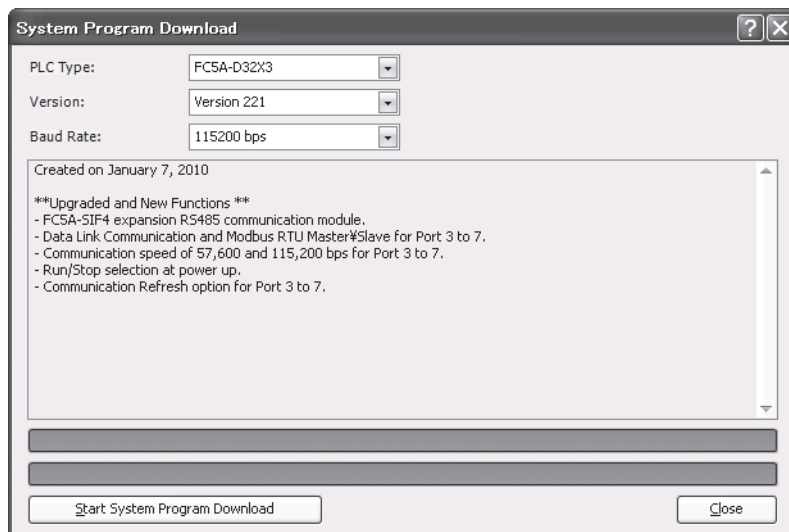 System Program Download
PLC Type: FC5A-D32X3
Version: Version 221
Baud Rate: 115200 bps
Created on January 7, 2010
**Upgraded and New Functions **
- FC5A-SIF4 expansion RS485 communication module.
- Data Link Communication and Modbus RTU Master¥Slave for Port 3 to 7.
- Communication speed of 57,600 and 115,200 bps for Port 3 to 7.
- Run/Stop selection at power up.
- Communication Refresh option for Port 3 to 7.
Start System Program Download
Close